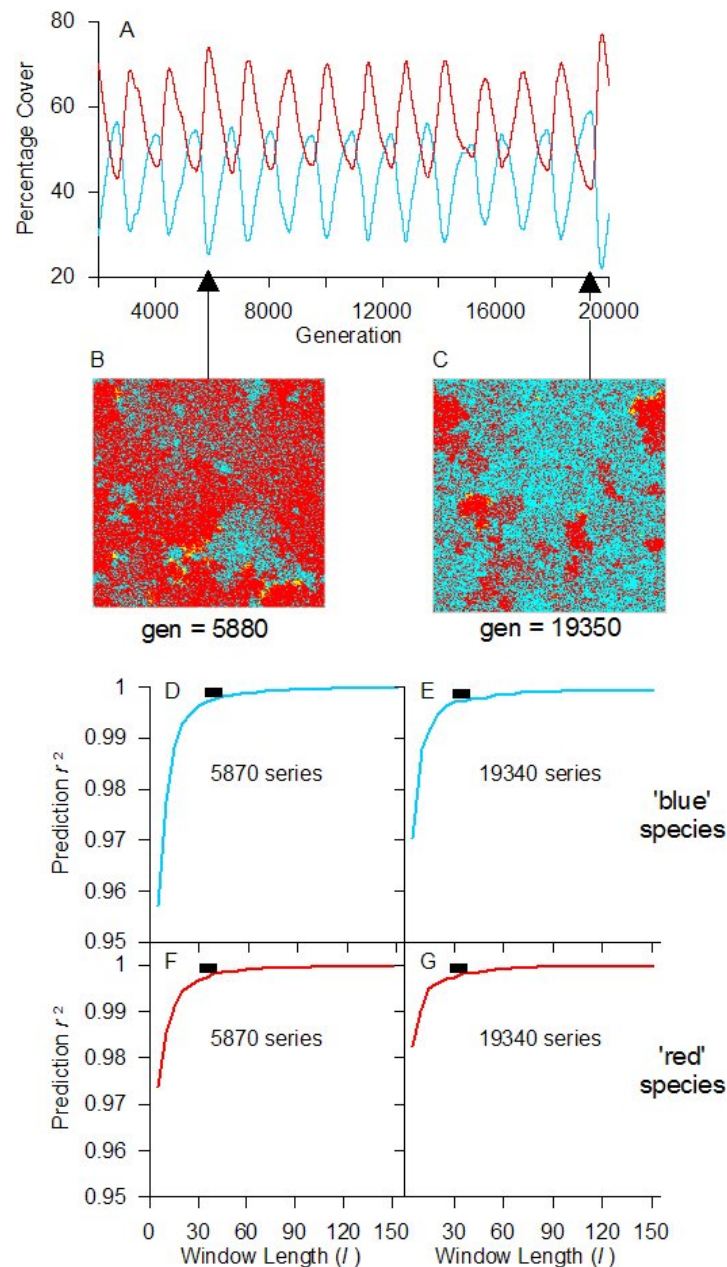 A
80
60
40
20
Percentage Cover
4000 8000 12000 16000 20000
Generation
B C
gen = 5880 gen = 19350
D E
1
0.99
0.98
0.97
0.96
0.95
Prediction r²
5870 series 19340 series
'blue'
species
F G
1
0.99
0.98
0.97
0.96
0.95
Prediction r²
5870 series 19340 series
'red'
species
0 30 60 90 120 150 30 60 90 120 150
Window Length (l) Window Length (l)